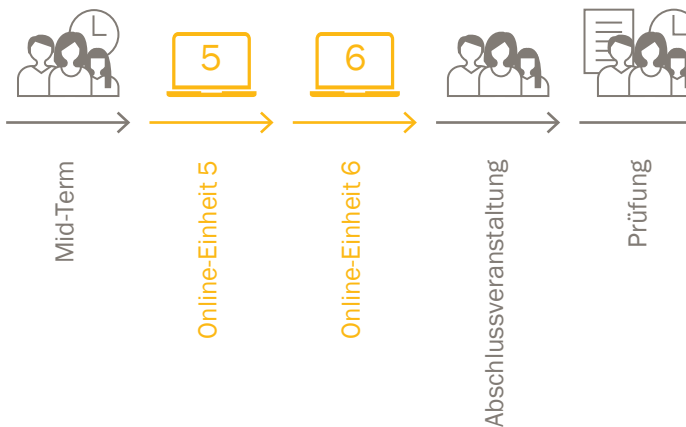 5
6
Mid-Term
Online-Einheit 5
Online-Einheit 6
Abschlussveranstaltung
Prüfung